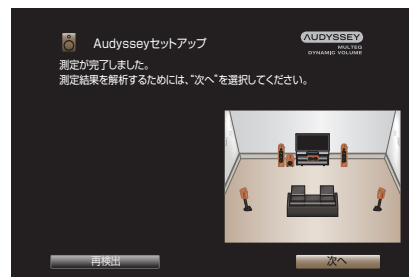 Audysseyセットアップ
AUDYSSEY
MULTEQ
DYNAMIC VOLUME
測定が完了しました。
測定結果を解析するためには、“次へ”を選択してください。
再検出
次へ